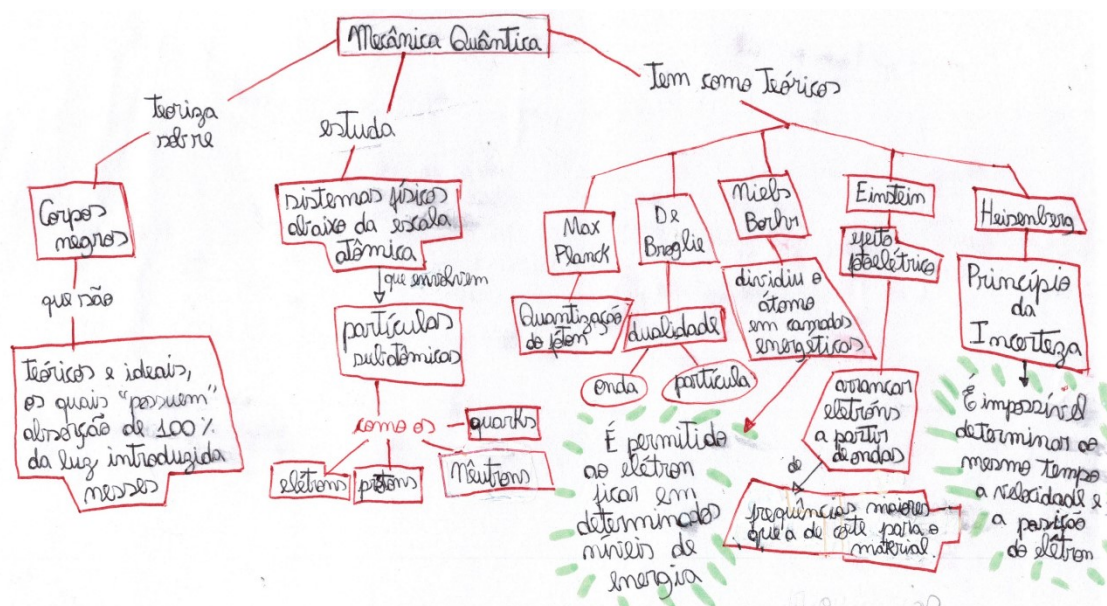 Mecânica Quântica
teoriza
sobre
Corpos
negros
que são
teóricos e ideais,
os quais "possuem"
absorção de 100%
da luz introduzida
nesses
estuda
sistemas físicos
abaixo da escala
atômica
que envolvem
partículas
subatômicas
como os
quarks
elétrons
prótons
Nêutrons
Tem como Teóricos
Max
Planck
Quantização
do fóton
De
Broglie
dualidade
onda
partícula
Niels
Borhr
dividiu o
átomo
em camadas
energéticas
É permitido
ao elétron
ficar em
determinados
níveis de
energia
Einstein
efeito
fotoelétrico
arrancar
elétrons
a partir
de ondas
de
frequências maiores
que a de corte para o
material
Heisenberg
Princípio
da
Incerteza
É impossível
determinar ao
mesmo tempo
a velocidade e
a posição
do elétron